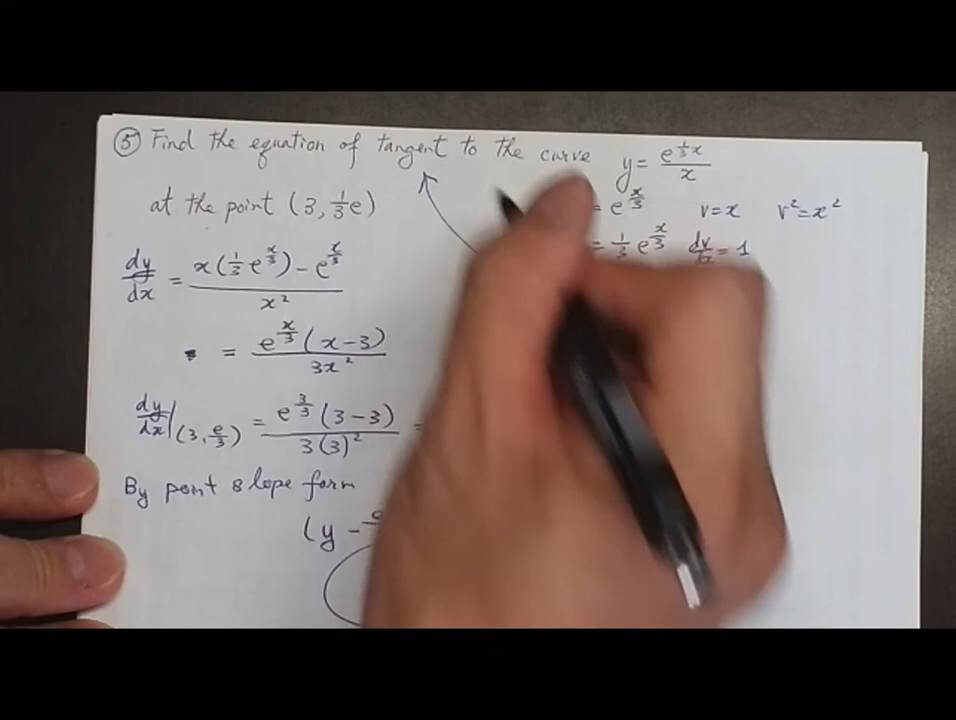 ⑤ Find the equation of tangent to the curve y = e^{⅓x}/x
at the point (3, ⅓e)
= e^{x/3} v = x v² = x²
= ⅓ e^{x/3} dv/dx = 1
dy/dx = (x(⅓ e^{x/3}) - e^{x/3})/x²
= e^{x/3}(x-3)/3x²
dy/dx|(3, e/3) = e^{3/3}(3-3)/3(3)² =
By point slope form
(y -